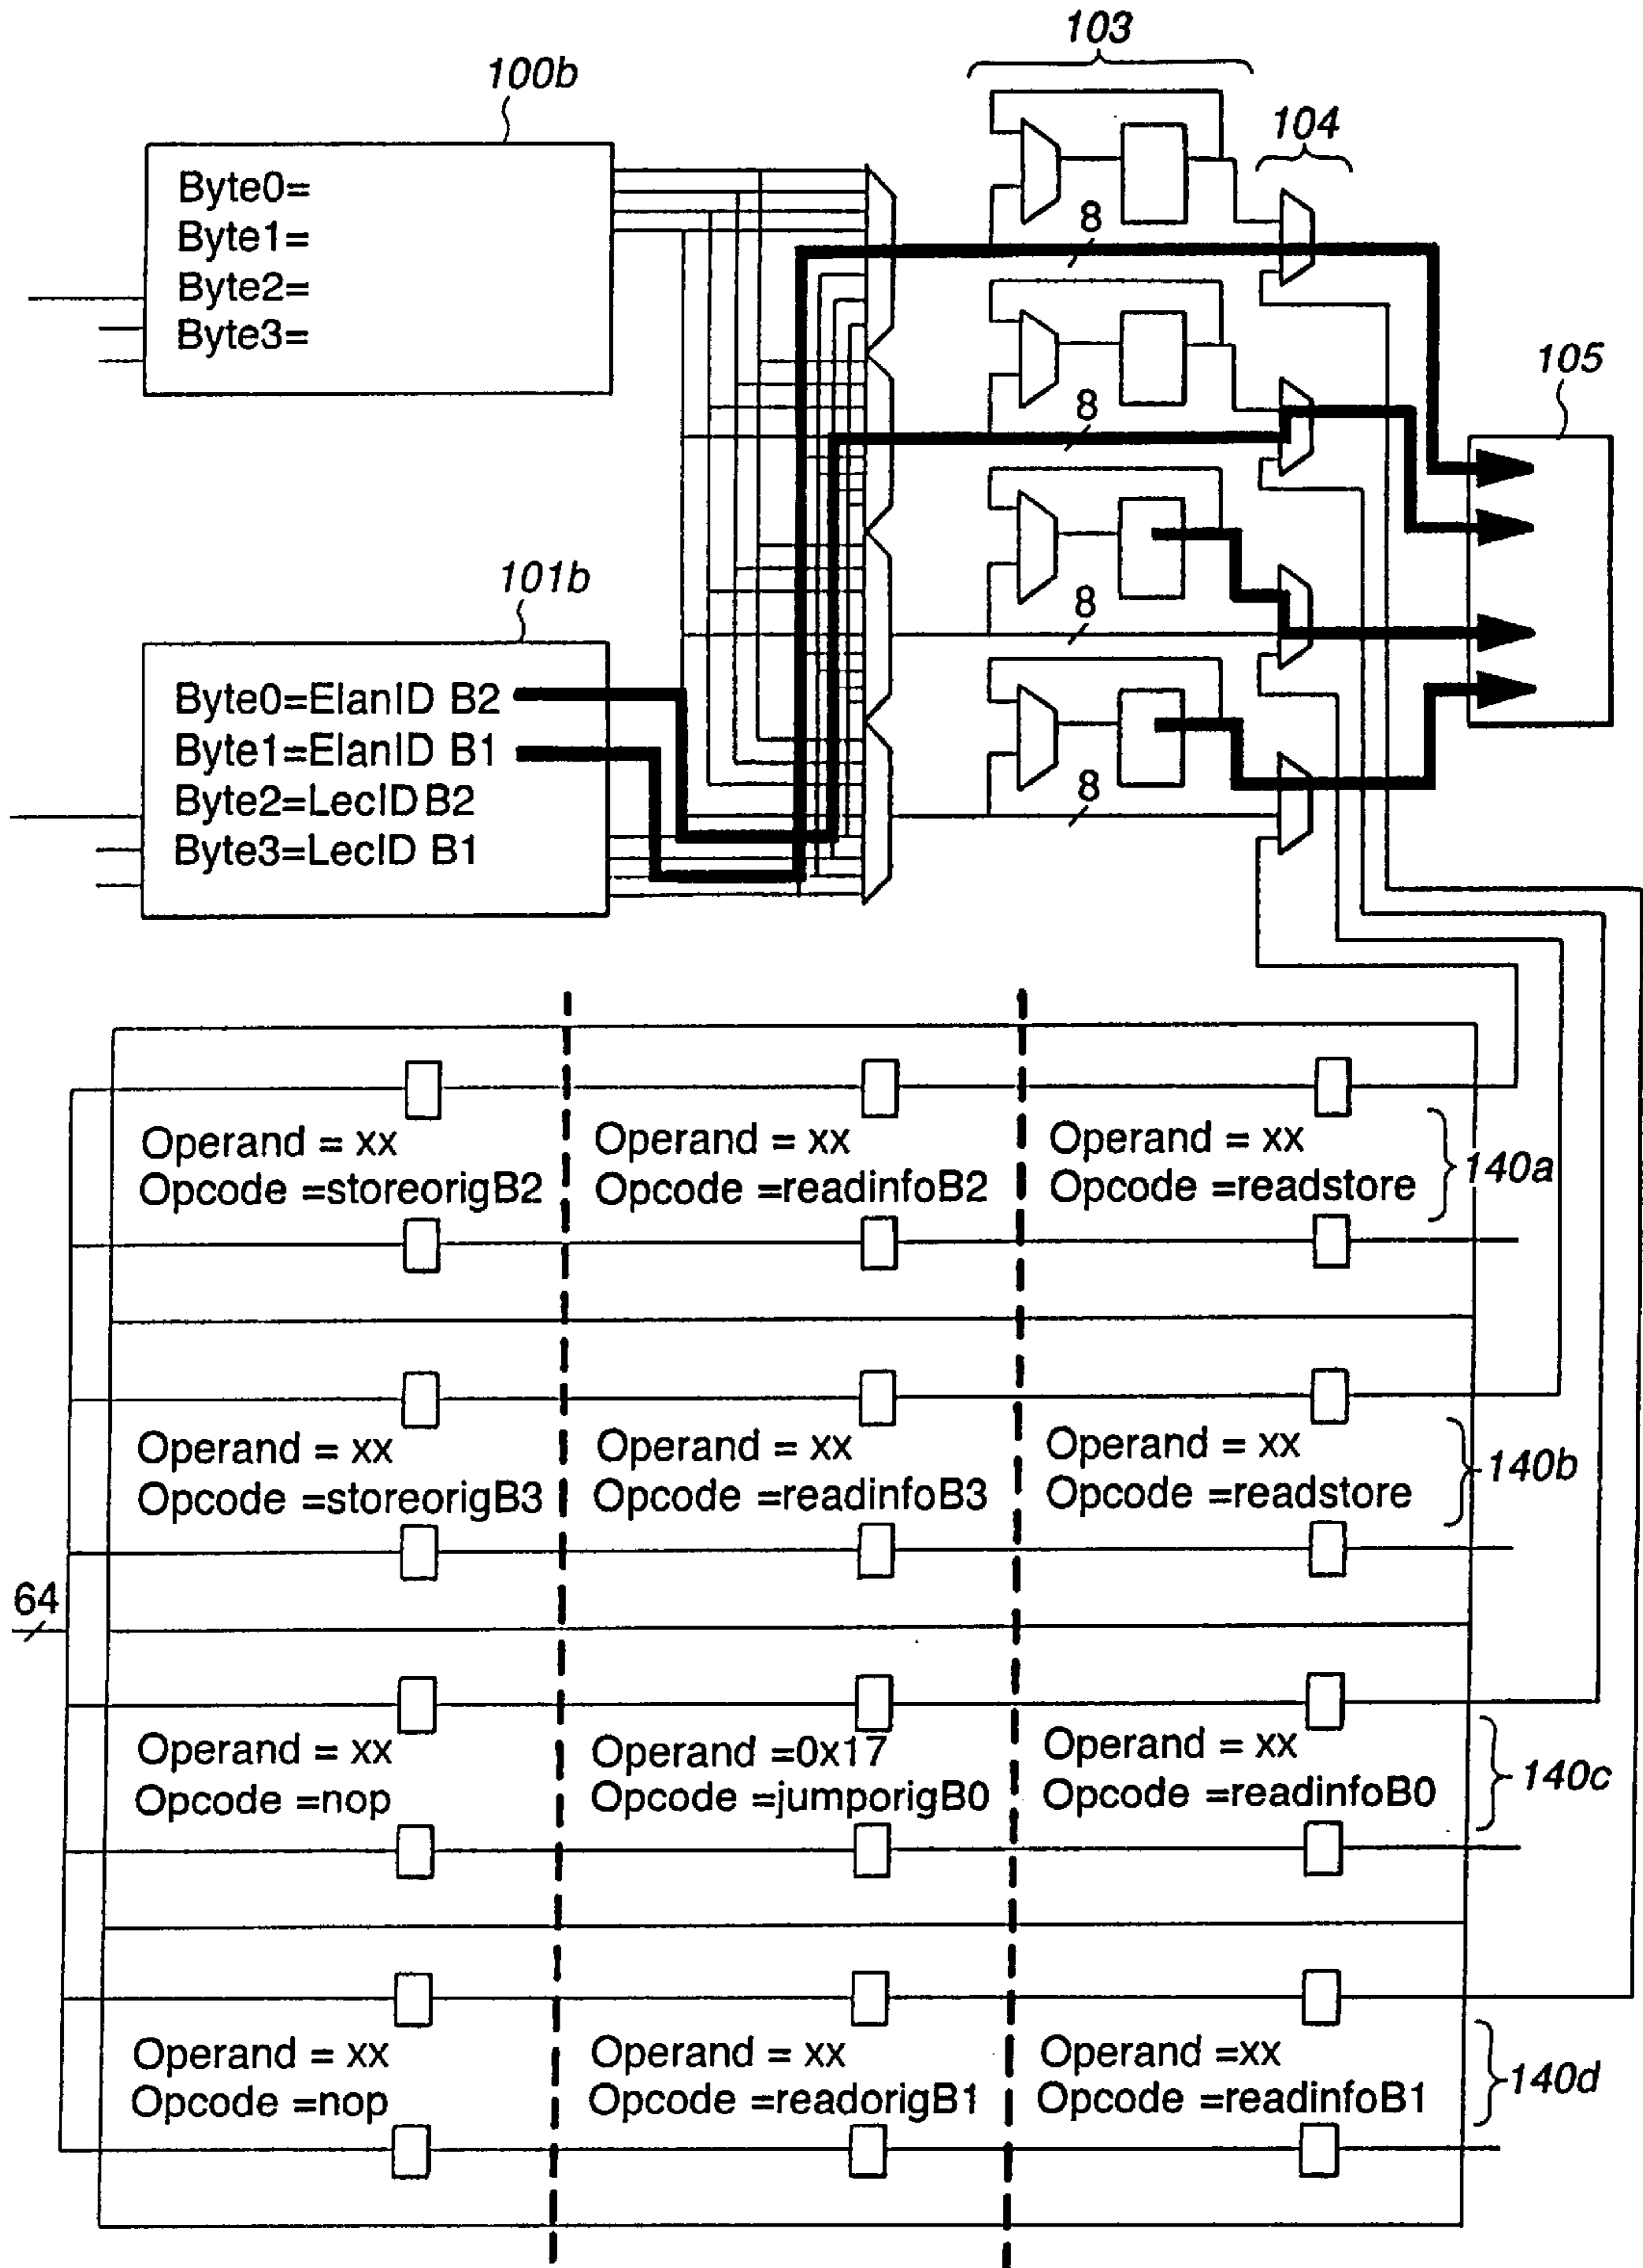 103
100b
104
Byte0=
Byte1=
Byte2=
Byte3=
8
105
8
101b
8
Byte0=ElanID B2
Byte1=ElanID B1
Byte2=LecID B2
Byte3=LecID B1
8
Operand = xx
Opcode =storeorigB2
Operand = xx
Opcode =readinfoB2
Operand = xx
Opcode =readstore
140a
Operand = xx
Opcode =storeorigB3
Operand = xx
Opcode =readinfoB3
Operand = xx
Opcode =readstore
140b
64
Operand = xx
Opcode =nop
Operand =0x17
Opcode =jumporigB0
Operand = xx
Opcode =readinfoB0
140c
Operand = xx
Opcode =nop
Operand = xx
Opcode =readorigB1
Operand =xx
Opcode =readinfoB1
140d